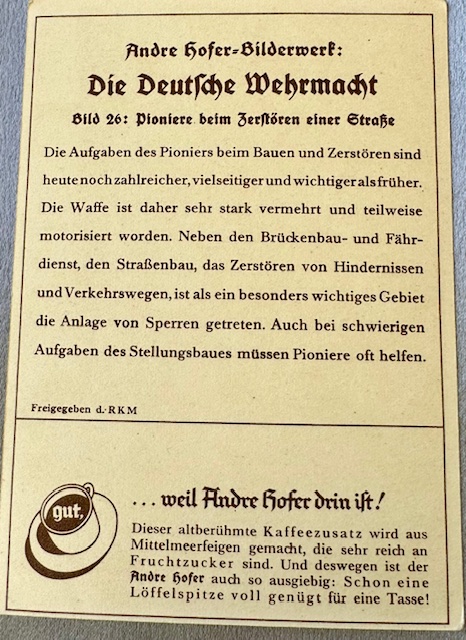 Andre Hofer-Bilderwerk:
Die Deutsche Wehrmacht
Bild 26: Pioniere beim Zerstören einer Straße
Die Aufgaben des Pioniers beim Bauen und Zerstören sind
heute noch zahlreicher, vielseitiger und wichtiger als früher.
Die Waffe ist daher sehr stark vermehrt und teilweise
motorisiert worden. Neben den Brückenbau- und Fähr-
dienst, den Straßenbau, das Zerstören von Hindernissen
und Verkehrswegen, ist als ein besonders wichtiges Gebiet
die Anlage von Sperren getreten. Auch bei schwierigen
Aufgaben des Stellungsbaues müssen Pioniere oft helfen.
Freigegeben d. RKM
gut,
... weil Andre Hofer drin ist!
Dieser altberühmte Kaffeezusatz wird aus
Mittelmeerfeigen gemacht, die sehr reich an
Fruchtzucker sind. Und deswegen ist der
Andre Hofer auch so ausgiebig: Schon eine
Löffelspitze voll genügt für eine Tasse!